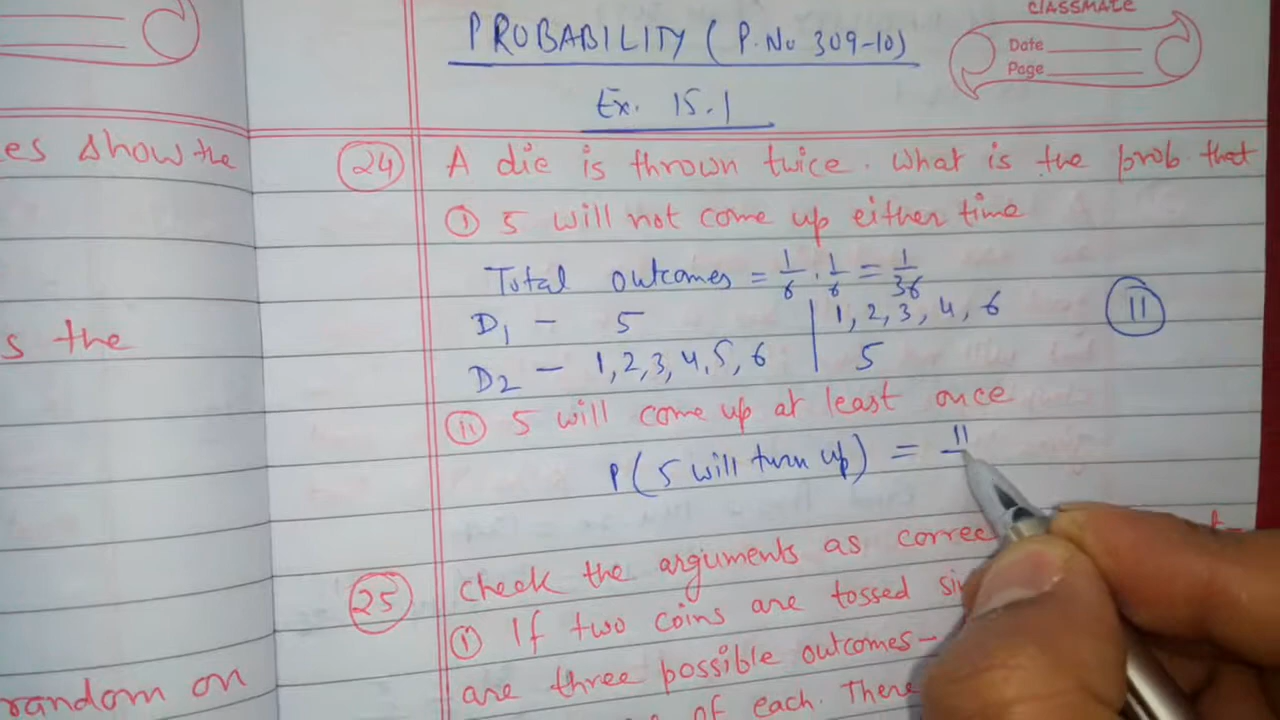 CLASSMATE
PROBABILITY (P.No 309-10)
Date
Page
Ex. 15.1
es show the
24 A die is thrown twice. What is the prob that
i 5 will not come up either time
Total outcomes = 1/6 . 1/6 = 1/36
D1 - 5 | 1, 2, 3, 4, 6
11
s the
D2 - 1, 2, 3, 4, 5, 6 | 5
ii 5 will come up at least once
P(5 will turn up) = 11
25 Check the arguments as
i If two coins are tossed
are three possible outcomes-
random on
of each. There